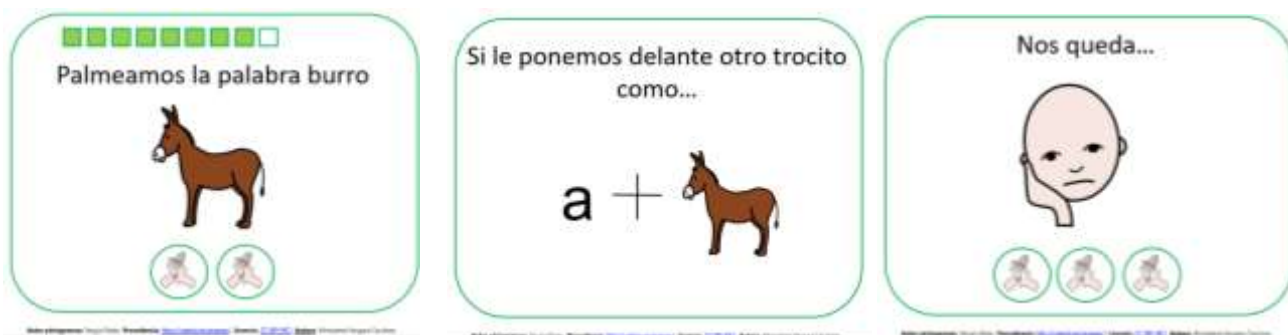 Palmeamos la palabra burro
Si le ponemos delante otro trocito
como...
a +
Nos queda...